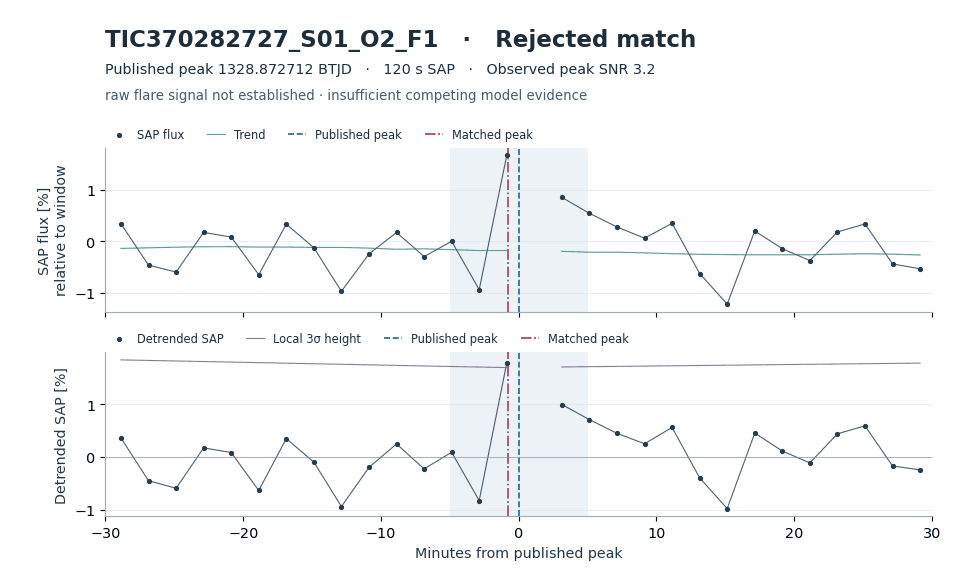 TIC370282727_S01_O2_F1 · Rejected match
Published peak 1328.872712 BTJD · 120 s SAP · Observed peak SNR 3.2
raw flare signal not established · insufficient competing model evidence
SAP flux Trend Published peak Matched peak
SAP flux [%]
relative to window
1
0
−1
Detrended SAP Local 3σ height Published peak Matched peak
Detrended SAP [%]
1
0
−1
−30 −20 −10 0 10 20 30
Minutes from published peak